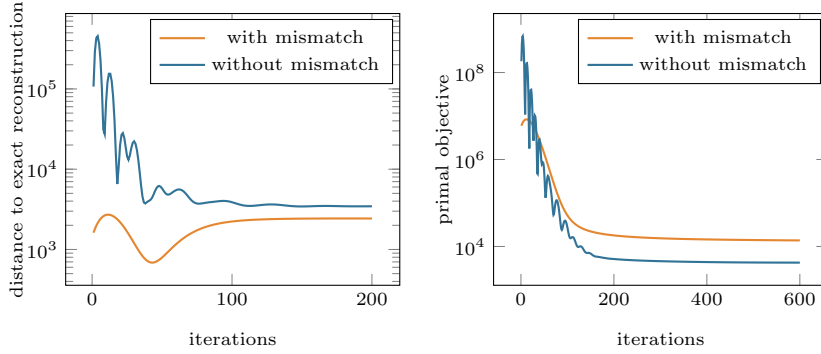 distance to exact reconstruction
10^5
10^4
10^3
0
100
200
iterations
with mismatch
without mismatch
primal objective
10^8
10^6
10^4
0
200
400
600
iterations
with mismatch
without mismatch